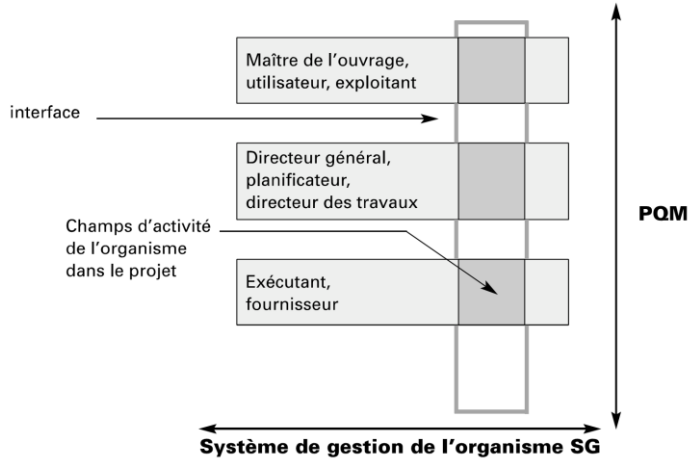 Maître de l'ouvrage,
utilisateur, exploitant
interface
Directeur général,
planificateur,
directeur des travaux
PQM
Champs d'activité
de l'organisme
dans le projet
Exécutant,
fournisseur
Système de gestion de l'organisme SG